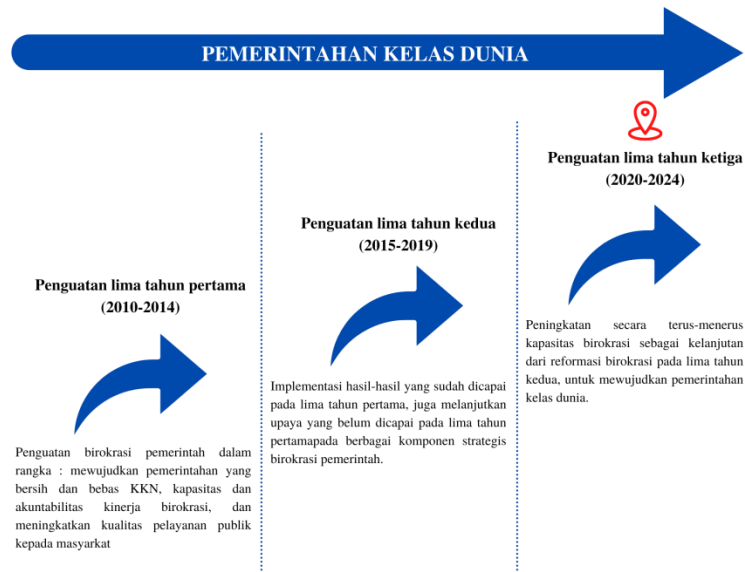 PEMERINTAHAN KELAS DUNIA
Penguatan lima tahun pertama
(2010-2014)
Penguatan birokrasi pemerintah dalam
rangka : mewujudkan pemerintahan yang
bersih dan bebas KKN, kapasitas dan
akuntabilitas kinerja birokrasi, dan
meningkatkan kualitas pelayanan publik
kepada masyarkat
Penguatan lima tahun kedua
(2015-2019)
Implementasi hasil-hasil yang sudah dicapai
pada lima tahun pertama, juga melanjutkan
upaya yang belum dicapai pada lima tahun
pertamapada berbagai komponen strategis
birokrasi pemerintah.
Penguatan lima tahun ketiga
(2020-2024)
Peningkatan secara terus-menerus
kapasitas birokrasi sebagai kelanjutan
dari reformasi birokrasi pada lima tahun
kedua, untuk mewujudkan pemerintahan
kelas dunia.